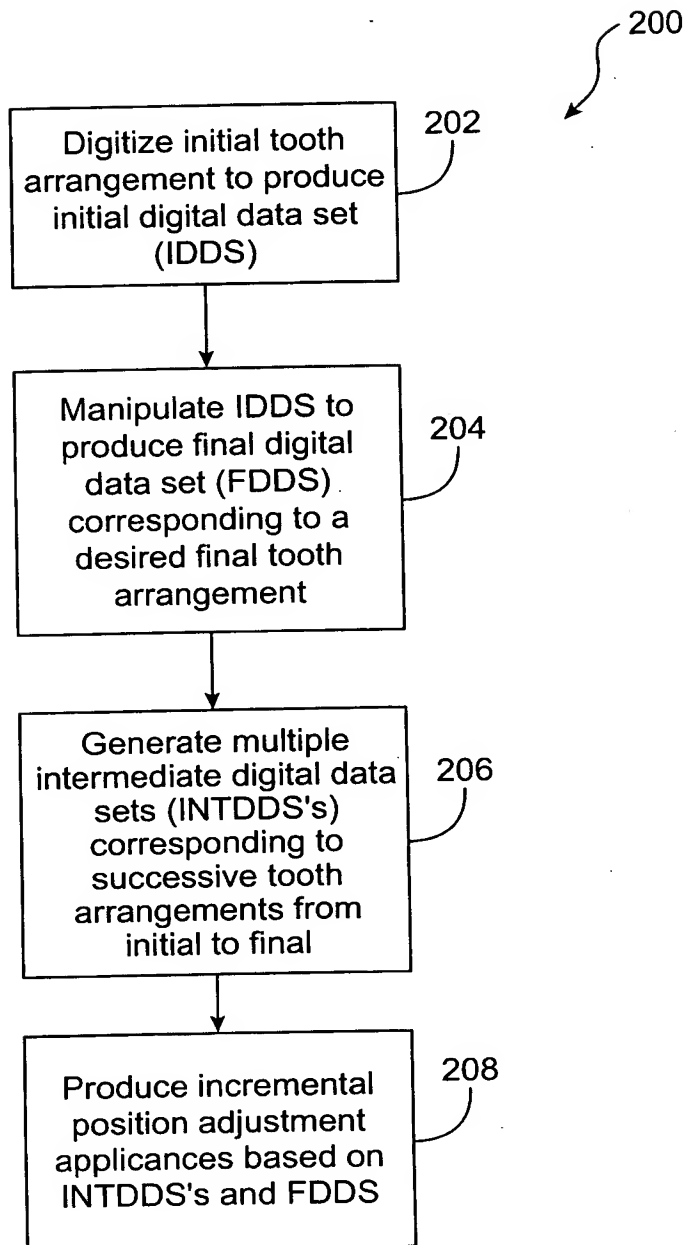 200
202
Digitize initial tooth
arrangement to produce
initial digital data set
(IDDS)
204
Manipulate IDDS to
produce final digital
data set (FDDS)
corresponding to a
desired final tooth
arrangement
206
Generate multiple
intermediate digital data
sets (INTDDS's)
corresponding to
successive tooth
arrangements from
initial to final
208
Produce incremental
position adjustment
applicances based on
INTDDS's and FDDS